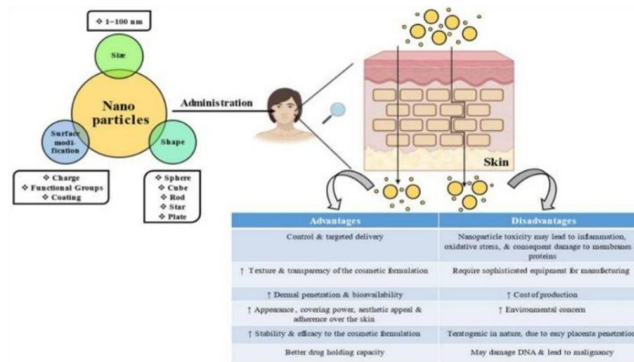 ❖ 1-100 nm
Size
Nano
particles
Administration
Surface
modi-
fication
Shape
❖ Charge
❖ Functional Groups
❖ Coating
❖ Sphere
❖ Cube
❖ Rod
❖ Star
❖ Plate
Skin
Advantages
Disadvantages
Control & targeted delivery
Nanoparticle toxicity may lead to inflammation,
oxidative stress, & consequent damage to membranes
proteins
↑ Texture & transparency of the cosmetic formulation
Require sophisticated equipment for manufacturing
↑ Dermal penetration & bioavailability
↑ Cost of production
↑ Appearance, covering power, aesthetic appeal &
adherence over the skin
↑ Environmental concern
↑ Stability & efficacy to the cosmetic formulation
Teratogenic in nature, due to easy placenta penetration
Better drug holding capacity
May damage DNA & lead to malignancy